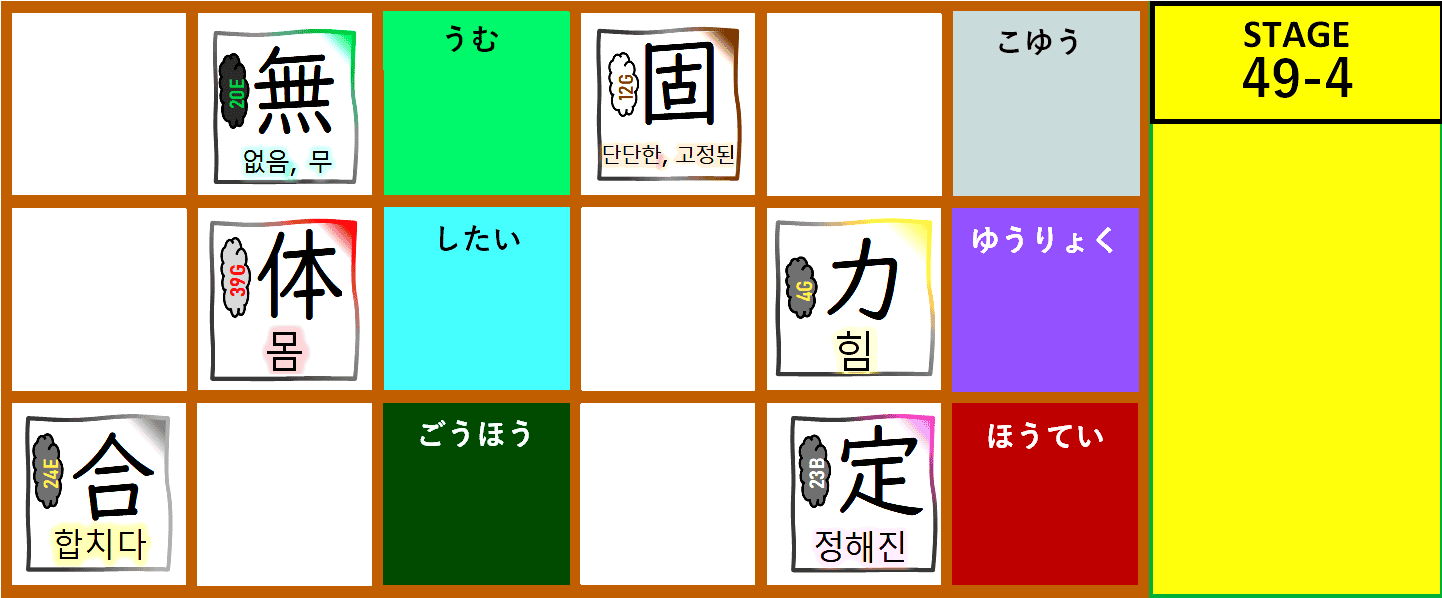 20E
無
없음, 무
うむ
12G
固
단단한, 고정된
こゆう
STAGE
49-4
39G
体
몸
したい
4G
力
힘
ゆうりょく
24E
合
합치다
ごうほう
23B
定
정해진
ほうてい